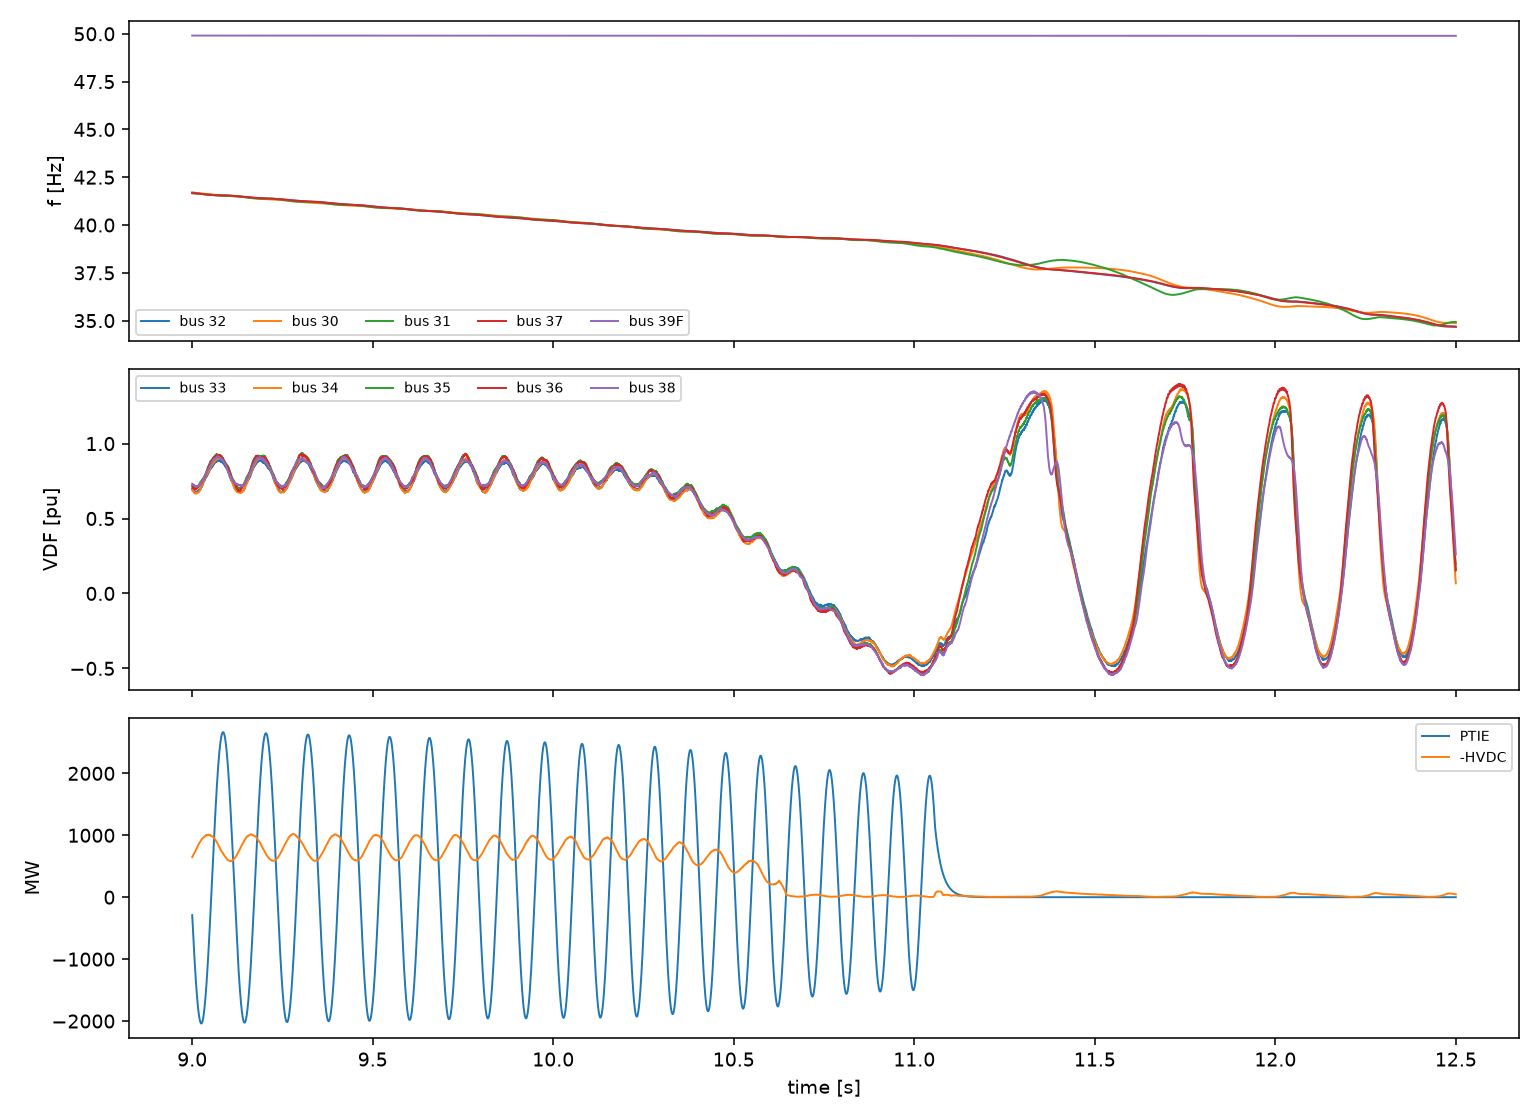 50.0
47.5
45.0
42.5
40.0
37.5
35.0
f [Hz]
bus 32 bus 30 bus 31 bus 37 bus 39F
bus 33 bus 34 bus 35 bus 36 bus 38
1.0
0.5
0.0
−0.5
VDF [pu]
PTIE
-HVDC
2000
1000
0
−1000
−2000
MW
9.0 9.5 10.0 10.5 11.0 11.5 12.0 12.5
time [s]